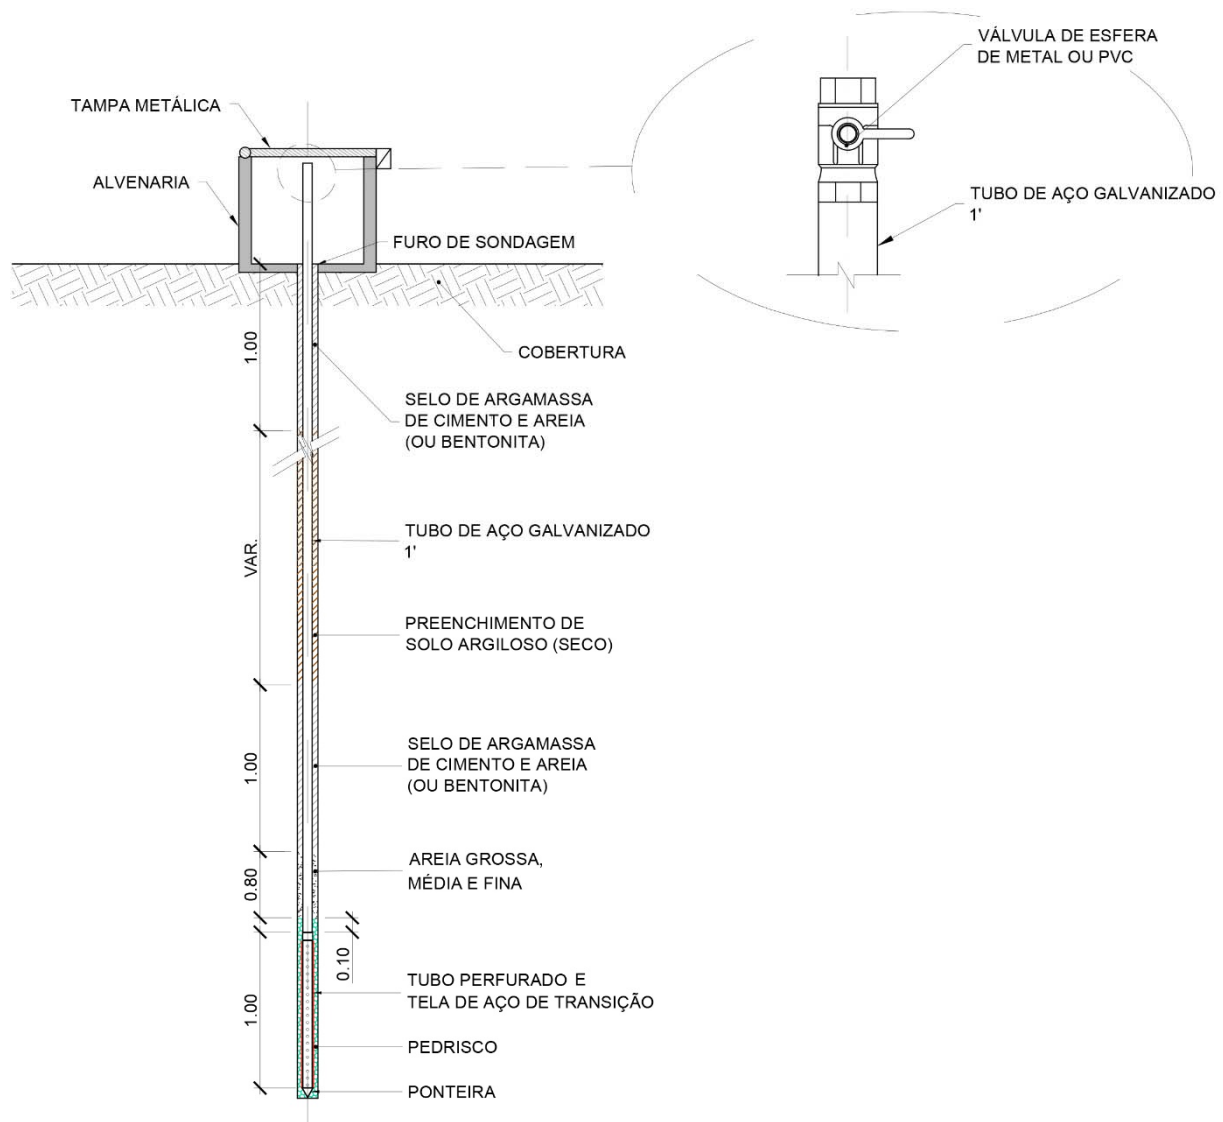 VÁLVULA DE ESFERA
DE METAL OU PVC
TAMPA METÁLICA
ALVENARIA
TUBO DE AÇO GALVANIZADO
1'
FURO DE SONDAGEM
COBERTURA
1.00
SELO DE ARGAMASSA
DE CIMENTO E AREIA
(OU BENTONITA)
VAR.
TUBO DE AÇO GALVANIZADO
1'
PREENCHIMENTO DE
SOLO ARGILOSO (SECO)
1.00
SELO DE ARGAMASSA
DE CIMENTO E AREIA
(OU BENTONITA)
0.80
AREIA GROSSA,
MÉDIA E FINA
0.10
1.00
TUBO PERFURADO E
TELA DE AÇO DE TRANSIÇÃO
PEDRISCO
PONTEIRA